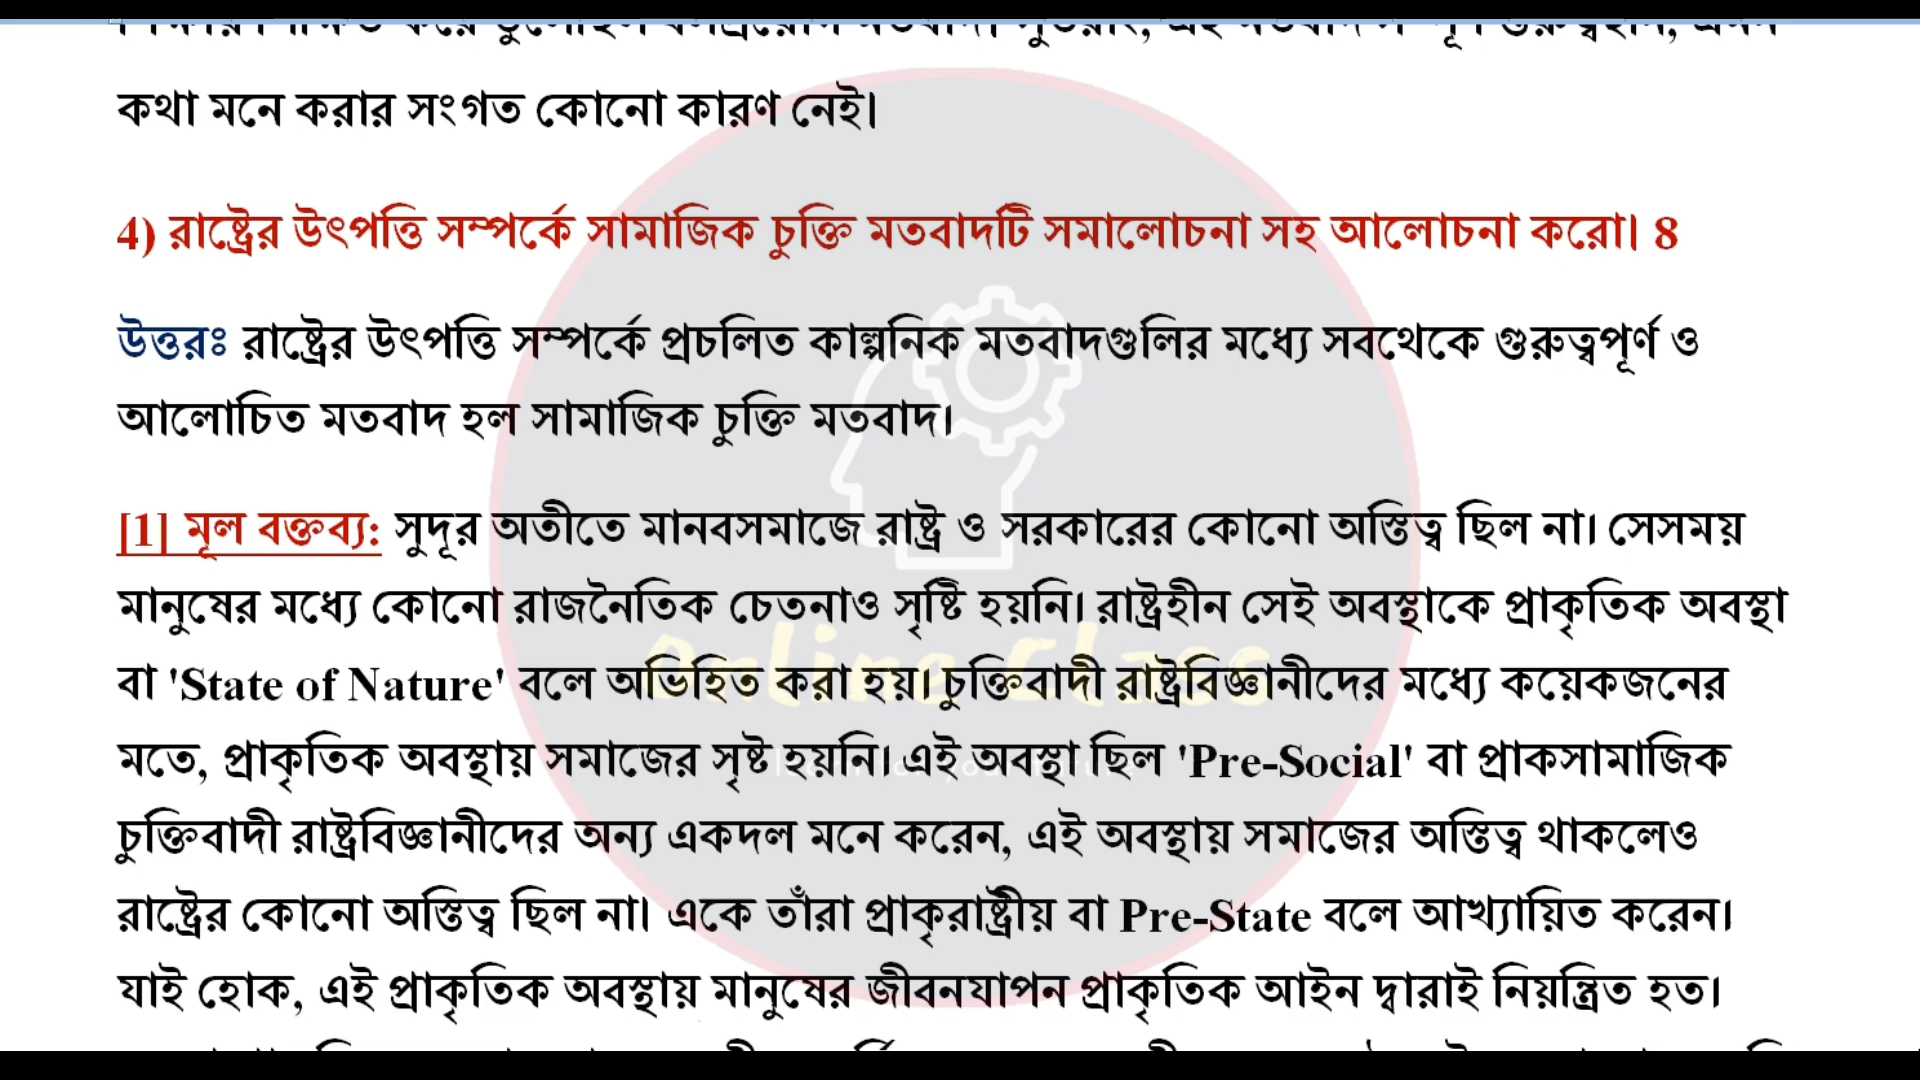 কথা মনে করার সংগত কোনো কারণ নেই।
4) রাষ্ট্রের উৎপত্তি সম্পর্কে সামাজিক চুক্তি মতবাদটি সমালোচনা সহ আলোচনা করো। 8
উত্তরঃ রাষ্ট্রের উৎপত্তি সম্পর্কে প্রচলিত কাল্পনিক মতবাদগুলির মধ্যে সবথেকে গুরুত্বপূর্ণ ও
আলোচিত মতবাদ হল সামাজিক চুক্তি মতবাদ।
[1] মূল বক্তব্য: সুদূর অতীতে মানবসমাজে রাষ্ট্র ও সরকারের কোনো অস্তিত্ব ছিল না। সেসময়
মানুষের মধ্যে কোনো রাজনৈতিক চেতনাও সৃষ্টি হয়নি। রাষ্ট্রহীন সেই অবস্থাকে প্রাকৃতিক অবস্থা
বা 'State of Nature' বলে অভিহিত করা হয়। চুক্তিবাদী রাষ্ট্রবিজ্ঞানীদের মধ্যে কয়েকজনের
Online Class
মতে, প্রাকৃতিক অবস্থায় সমাজের সৃষ্ট হয়নি। এই অবস্থা ছিল 'Pre-Social' বা প্রাকসামাজিক
চুক্তিবাদী রাষ্ট্রবিজ্ঞানীদের অন্য একদল মনে করেন, এই অবস্থায় সমাজের অস্তিত্ব থাকলেও
রাষ্ট্রের কোনো অস্তিত্ব ছিল না। একে তাঁরা প্রাকৃরাষ্ট্রীয় বা Pre-State বলে আখ্যায়িত করেন।
যাই হোক, এই প্রাকৃতিক অবস্থায় মানুষের জীবনযাপন প্রাকৃতিক আইন দ্বারাই নিয়ন্ত্রিত হত।